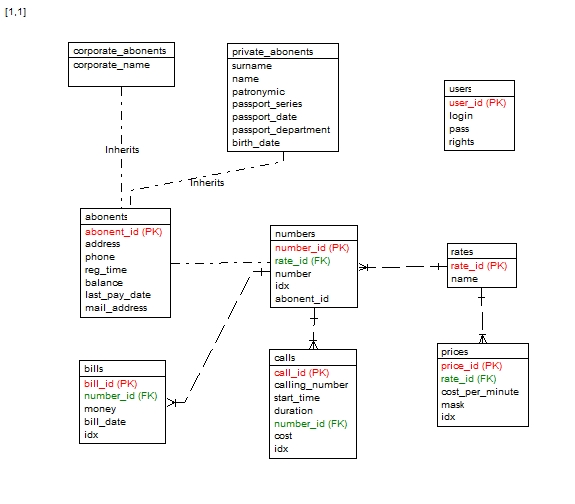 [1,1]
corporate_abonents
corporate_name
private_abonents
surname
name
patronymic
passport_series
passport_date
passport_department
birth_date
users
user_id (PK)
login
pass
rights
Inherits
Inherits
abonents
abonent_id (PK)
address
phone
reg_time
balance
last_pay_date
mail_address
numbers
number_id (PK)
rate_id (FK)
number
idx
abonent_id
rates
rate_id (PK)
name
bills
bill_id (PK)
number_id (FK)
money
bill_date
idx
calls
call_id (PK)
calling_number
start_time
duration
number_id (FK)
cost
idx
prices
price_id (PK)
rate_id (FK)
cost_per_minute
mask
idx